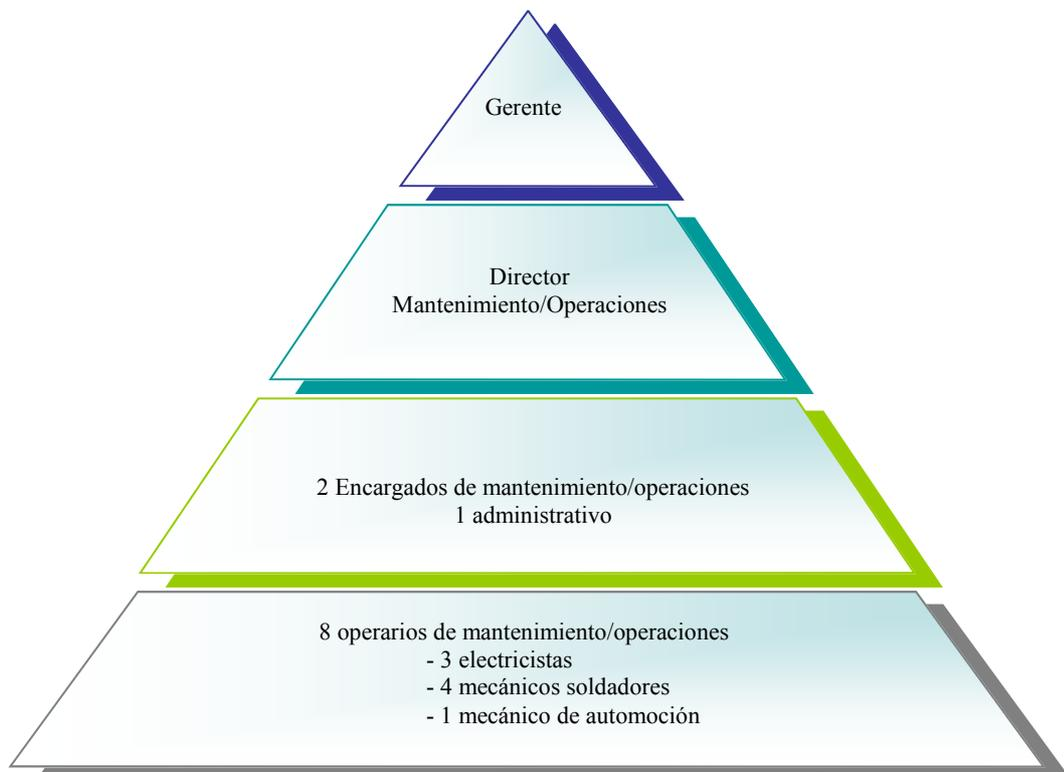 Gerente
Director
Mantenimiento/Operaciones
2 Encargados de mantenimiento/operaciones
1 administrativo
8 operarios de mantenimiento/operaciones
- 3 electricistas
- 4 mecánicos soldadores
- 1 mecánico de automoción